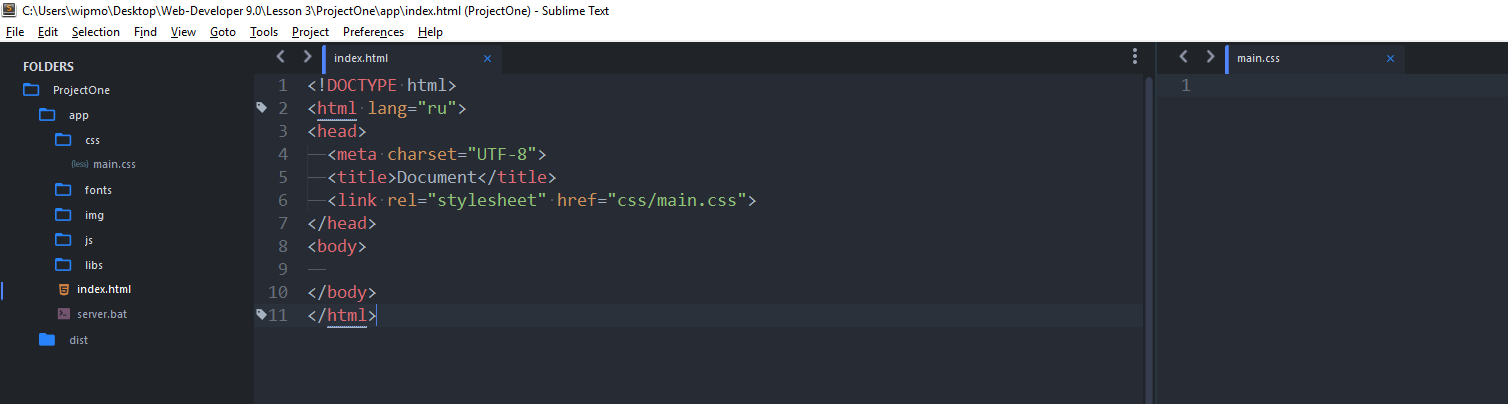 C:\Users\wipmo\Desktop\Web-Developer 9.0\Lesson 3\ProjectOne\app\index.html (ProjectOne) - Sublime Text
File Edit Selection Find View Goto Tools Project Preferences Help
FOLDERS
ProjectOne
app
css
{less} main.css
fonts
img
js
libs
index.html
server.bat
dist
index.html
1 <!DOCTYPE html>
2 <html lang="ru">
3 <head>
4 <meta charset="UTF-8">
5 <title>Document</title>
6 <link rel="stylesheet" href="css/main.css">
7 </head>
8 <body>
9
10 </body>
11 </html>
main.css
1